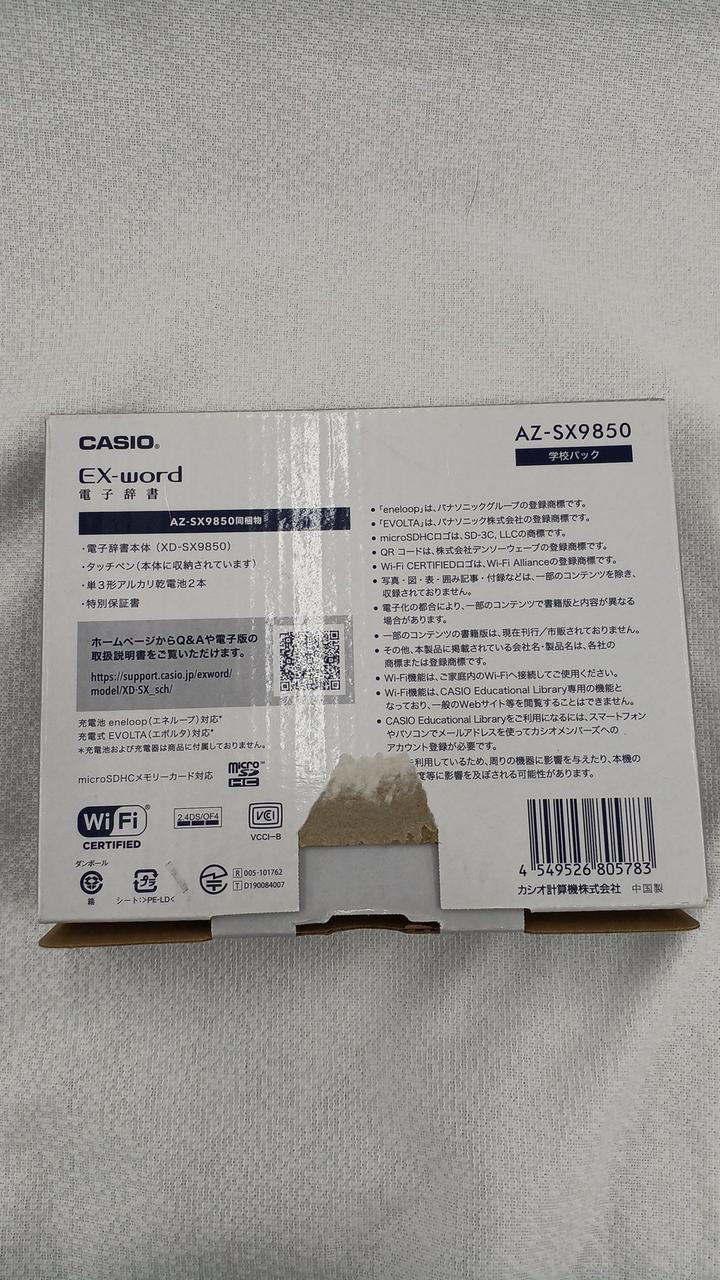 CASIO®
EX-word
電子辞書
AZ-SX9850同梱物
・電子辞書本体（XD-SX9850）
・タッチペン（本体に収納されています）
・単3形アルカリ乾電池2本
・特別保証書
ホームページからQ&Aや電子版の
取扱説明書をご覧いただけます。
https://support.casio.jp/exword/
model/XD-SX_sch/
充電池 eneloop（エネループ）対応*
充電式 EVOLTA（エボルタ）対応*
*充電池および充電器は商品に付属しておりません。
microSDHCメモリーカード対応
micro SD HC
Wi Fi®
CERTIFIED
2.4DS/OF4
VCCI-B
ダンボール
箱
プラ
シート:>PE-LD<
R 005-101762
T D190084007
AZ-SX9850
学校パック
•「eneloop」は、パナソニックグループの登録商標です。
•「EVOLTA」は、パナソニック株式会社の登録商標です。
• microSDHCロゴは、SD-3C, LLCの商標です。
• QR コードは、株式会社デンソーウェーブの登録商標です。
• Wi-Fi CERTIFIEDロゴは、Wi-Fi Allianceの登録商標です。
• 写真・図・表・囲み記事・付録などは、一部のコンテンツを除き、
収録されておりません。
• 電子化の都合により、一部のコンテンツで書籍版と内容が異なる
場合があります。
• 一部のコンテンツの書籍版は、現在刊行／市販されておりません。
• その他、本製品に掲載されている会社名・製品名は、各社の
商標または登録商標です。
• Wi-Fi機能は、ご家庭内のWi-Fiへ接続してご使用ください。
• Wi-Fi機能は、CASIO Educational Library専用の機能と
なっており、一般のWebサイト等を閲覧することはできません。
• CASIO Educational Libraryをご利用になるには、スマートフォン
やパソコンでメールアドレスを使ってカシオメンバーズへの
アカウント登録が必要です。
利用しているため、周りの機器に影響を与えたり、本機の
度等に影響を及ぼされる可能性があります。
4 549526 805783
カシオ計算機株式会社 中国製